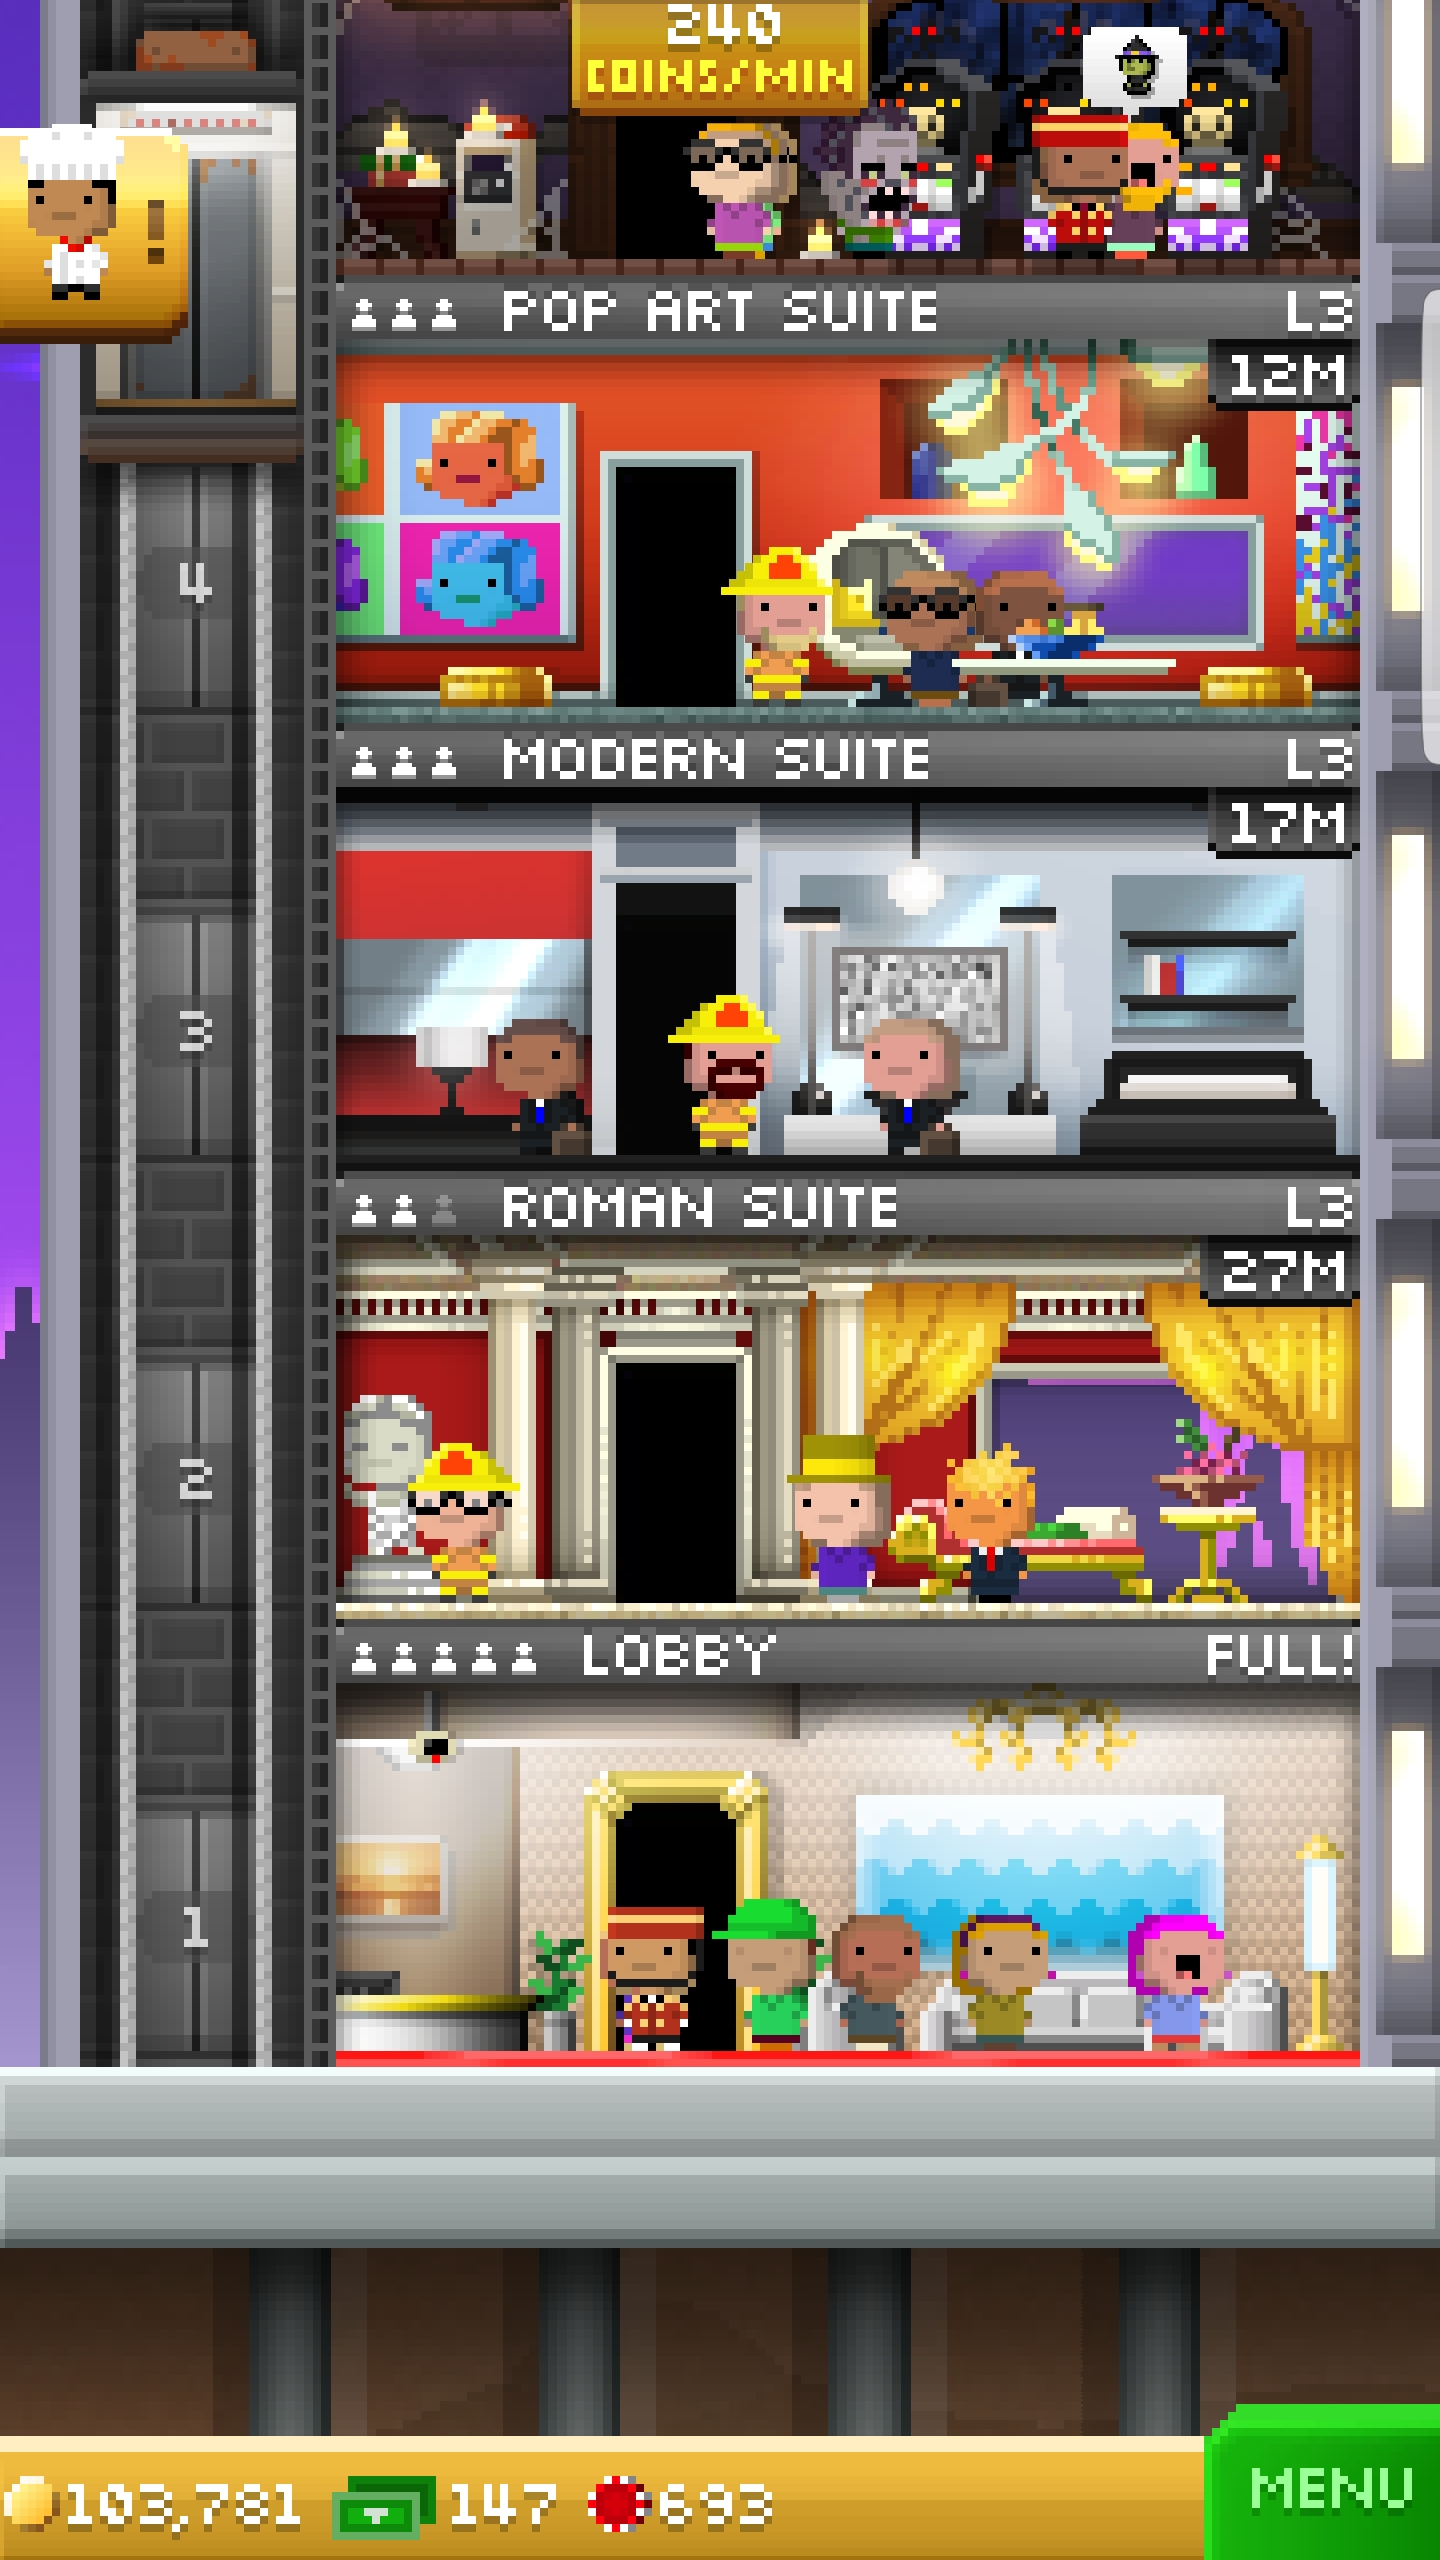 240
COINS/MIN
POP ART SUITE L3
12M
4
MODERN SUITE L3
17M
3
ROMAN SUITE L3
27M
2
LOBBY FULL!
1
103,781 147 693
MENU